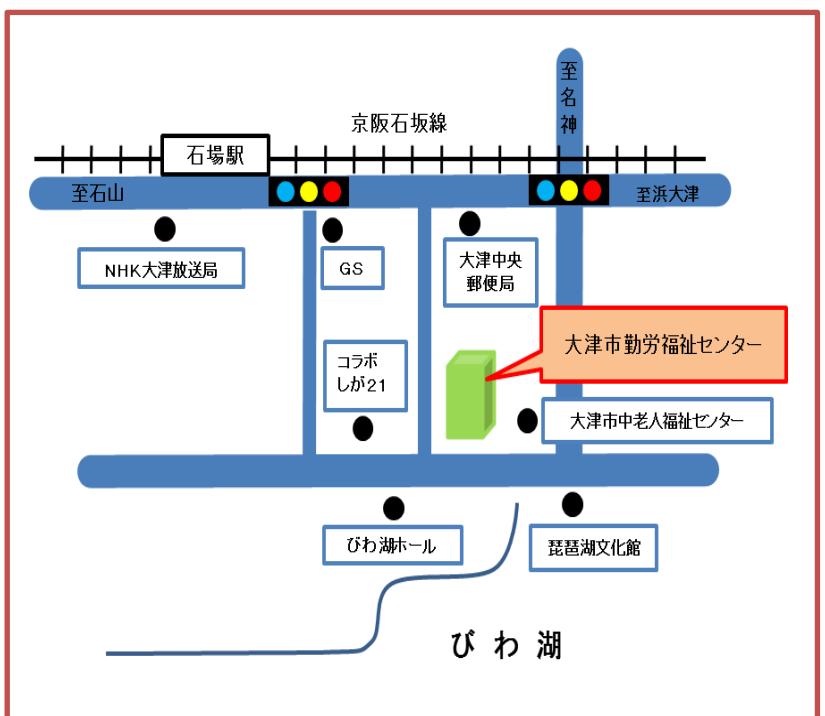 至名神
京阪石坂線
石場駅
至石山
至浜大津
NHK大津放送局
GS
大津中央
郵便局
大津市勤労福祉センター
コラボ
しが21
大津市中老人福祉センター
びわ湖ホール
琵琶湖文化館
びわ湖